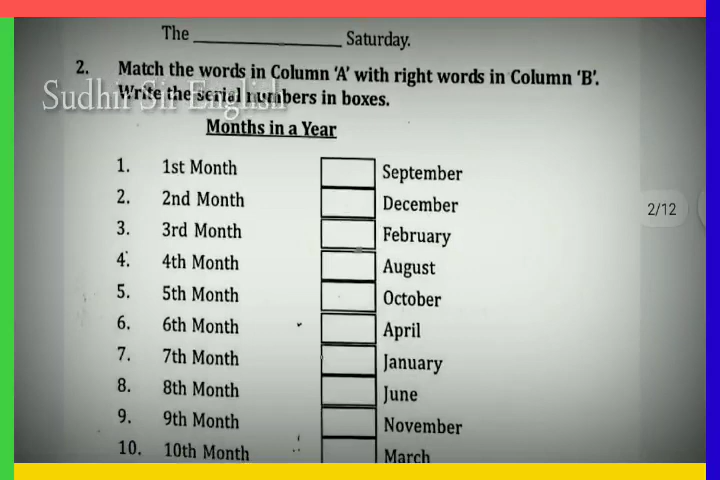 The ____________ Saturday.
2. Match the words in Column 'A' with right words in Column 'B'.
Write the serial numbers in boxes.
Sudhir Sir English
Months in a Year
1. 1st Month September
2. 2nd Month December
3. 3rd Month February
4. 4th Month August
5. 5th Month October
6. 6th Month April
7. 7th Month January
8. 8th Month June
9. 9th Month November
10. 10th Month March
2/12